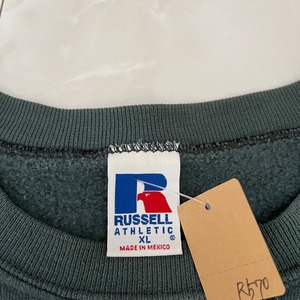 RUSSELL
ATHLETIC
XL ®
MADE IN MEXICO
R570